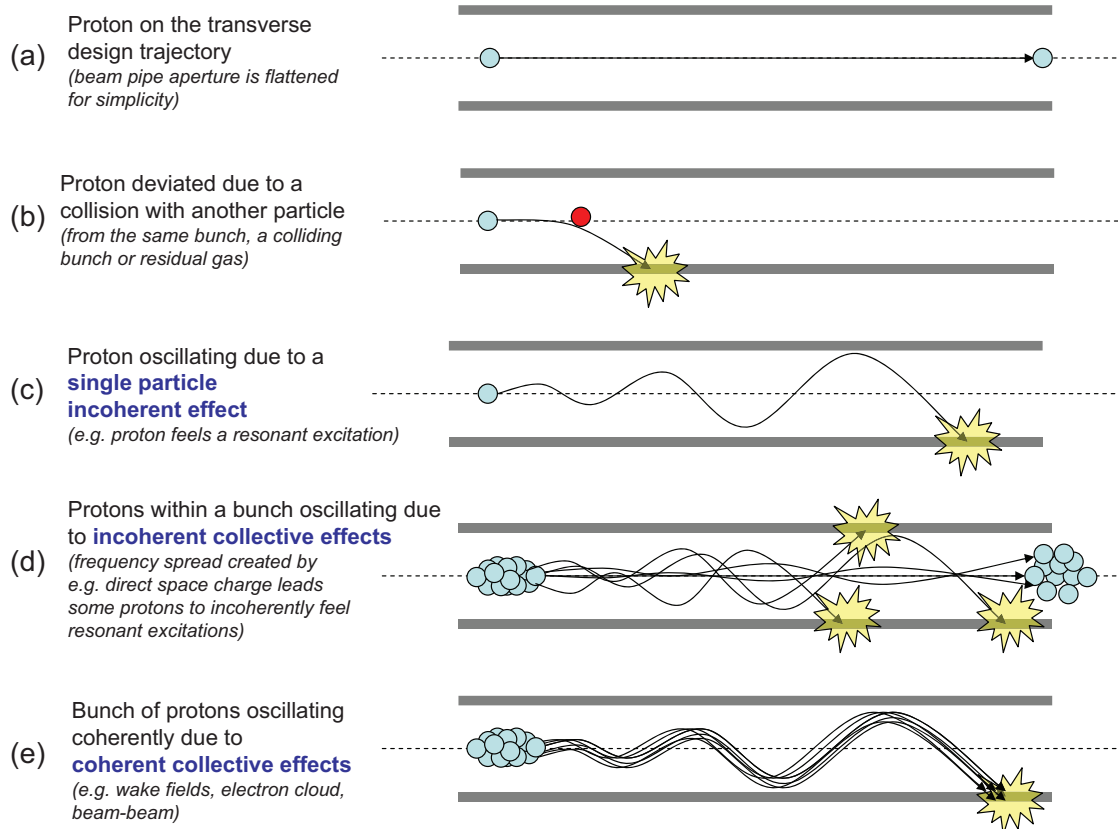 (a)
Proton on the transverse
design trajectory
(beam pipe aperture is flattened
for simplicity)
(b)
Proton deviated due to a
collision with another particle
(from the same bunch, a colliding
bunch or residual gas)
(c)
Proton oscillating due to a
single particle
incoherent effect
(e.g. proton feels a resonant excitation)
(d)
Protons within a bunch oscillating due
to incoherent collective effects
(frequency spread created by
e.g. direct space charge leads
some protons to incoherently feel
resonant excitations)
(e)
Bunch of protons oscillating
coherently due to
coherent collective effects
(e.g. wake fields, electron cloud,
beam-beam)